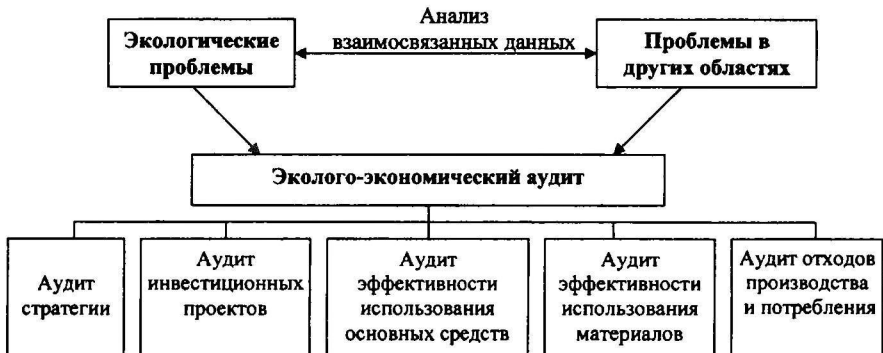 Анализ
взаимосвязанных данных
Экологические
проблемы
Проблемы в
других областях
Эколого-экономический аудит
Аудит
стратегии
Аудит
инвестиционных
проектов
Аудит
эффективности
использования
основных средств
Аудит
эффективности
использования
материалов
Аудит отходов
производства
и потребления